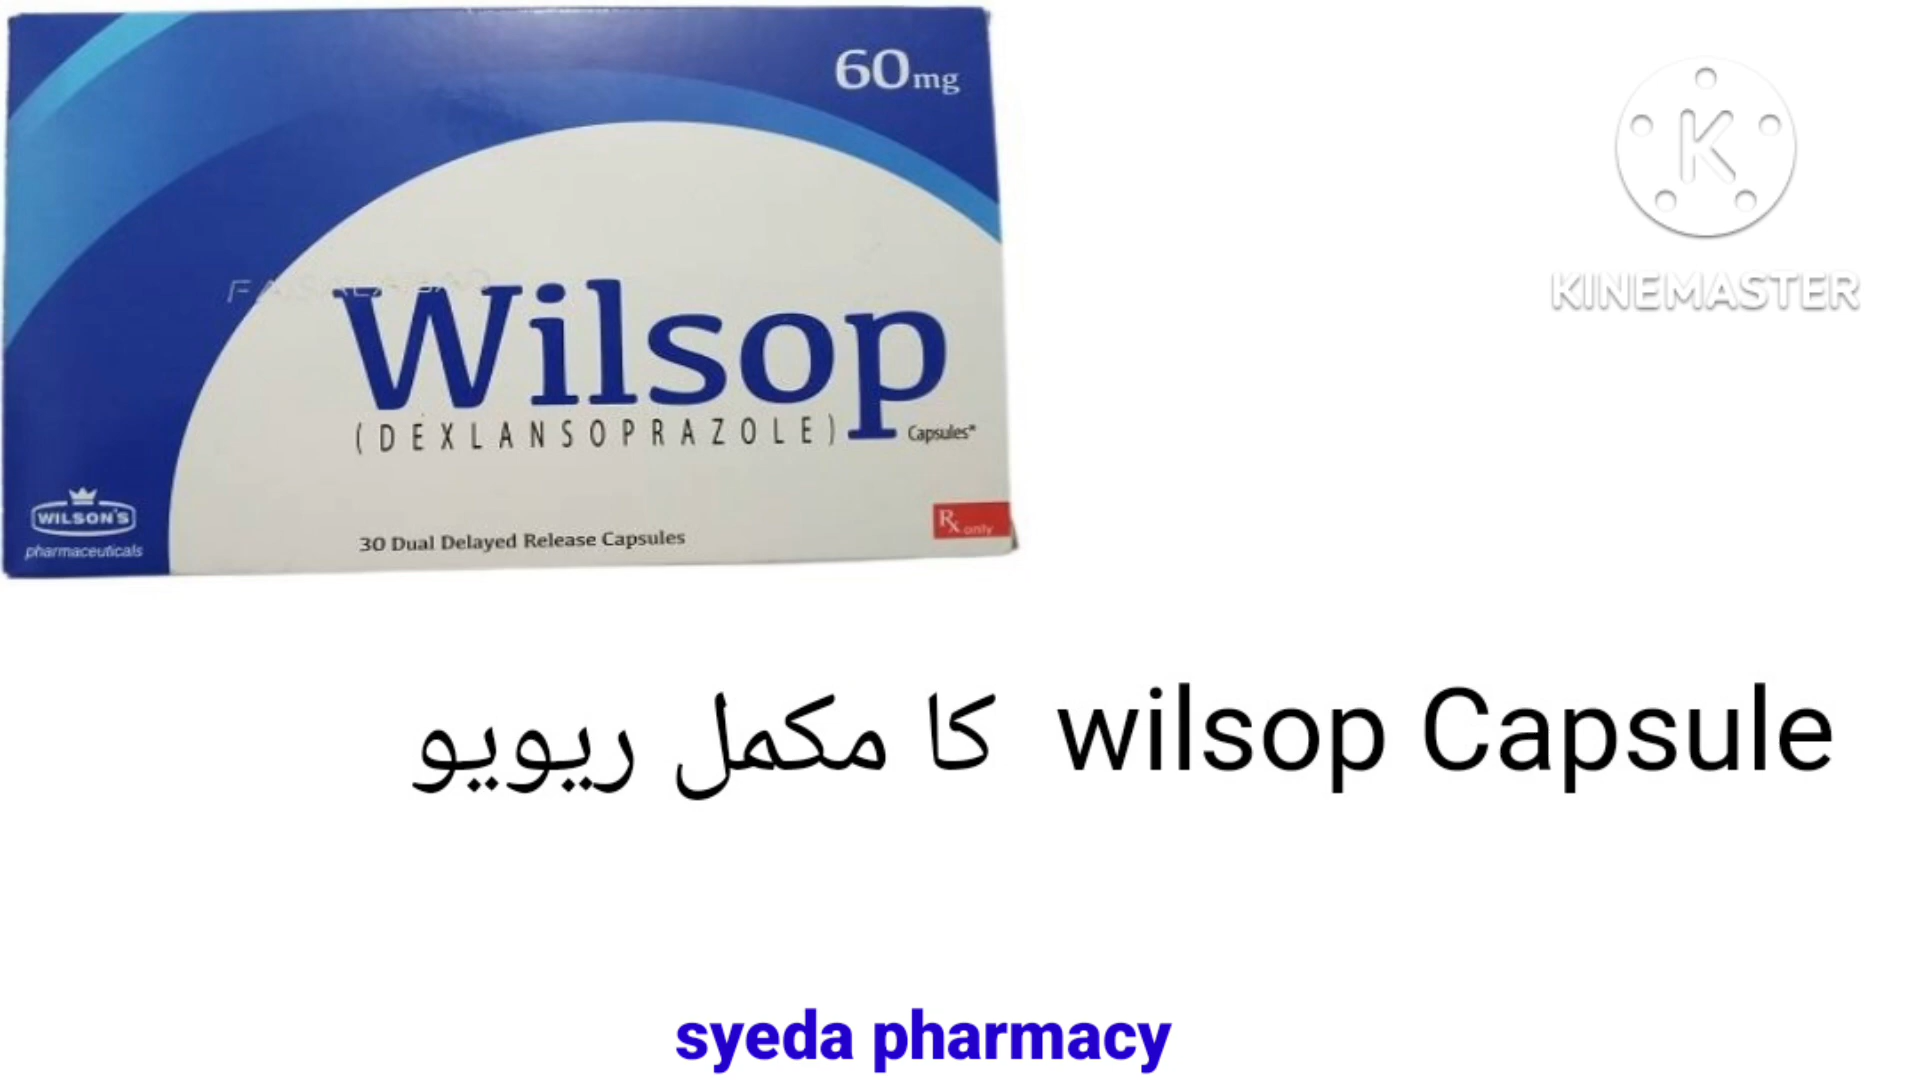 60mg
KINEMASTER
Wilsop
(DEXLANSOPRAZOLE) Capsules*
WILSON'S
pharmaceuticals
30 Dual Delayed Release Capsules
Rx only
wilsop Capsule کا مکمل ریویو
syeda pharmacy